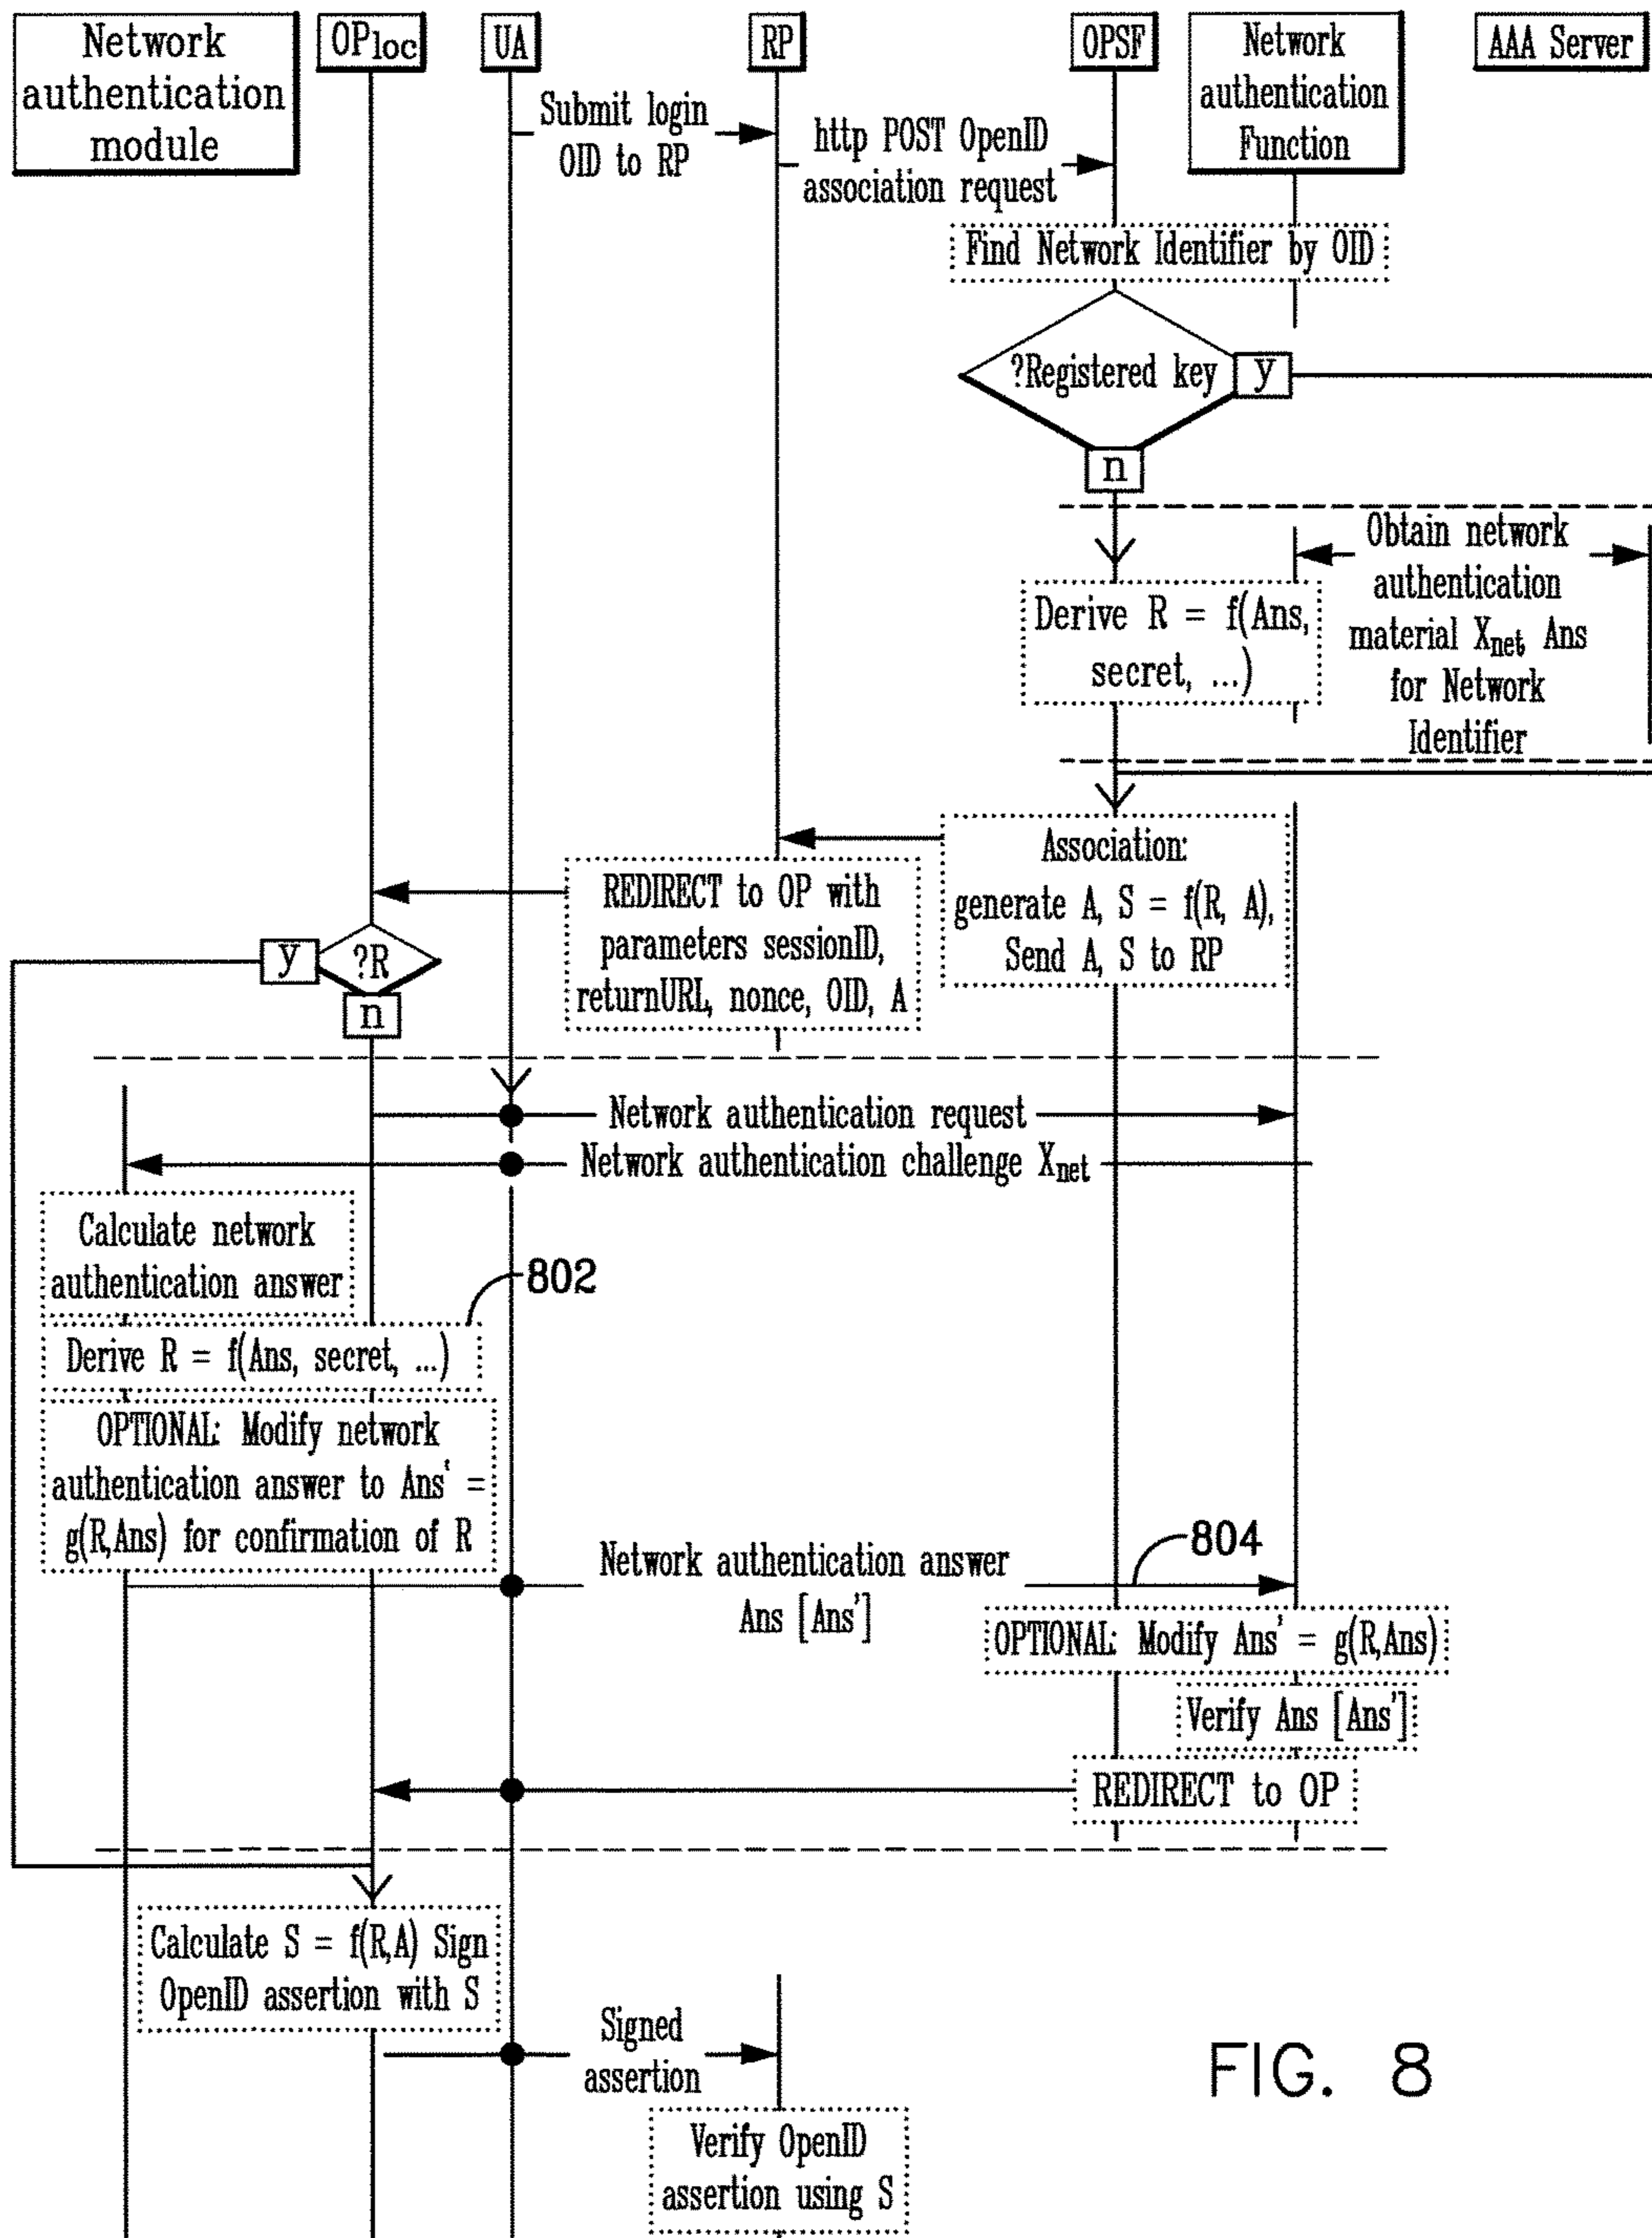 Network
authentication
module
OPloc
UA
RP
OPSF
Network
authentication
Function
AAA Server
Submit login
OID to RP
http POST OpenID
association request
Find Network Identifier by OID
?Registered key
y
n
Obtain network
authentication
material Xnet Ans
for Network
Identifier
Derive R = f(Ans,
secret, ...)
Association:
generate A, S = f(R, A),
Send A, S to RP
REDIRECT to OP with
parameters sessionID,
returnURL, nonce, OID, A
y
?R
n
Network authentication request
Network authentication challenge Xnet
Calculate network
authentication answer
802
Derive R = f(Ans, secret, ...)
OPTIONAL: Modify network
authentication answer to Ans' =
g(R,Ans) for confirmation of R
Network authentication answer
Ans [Ans']
804
OPTIONAL: Modify Ans' = g(R,Ans)
Verify Ans [Ans']
REDIRECT to OP
Calculate S = f(R,A) Sign
OpenID assertion with S
Signed
assertion
Verify OpenID
assertion using S
FIG. 8